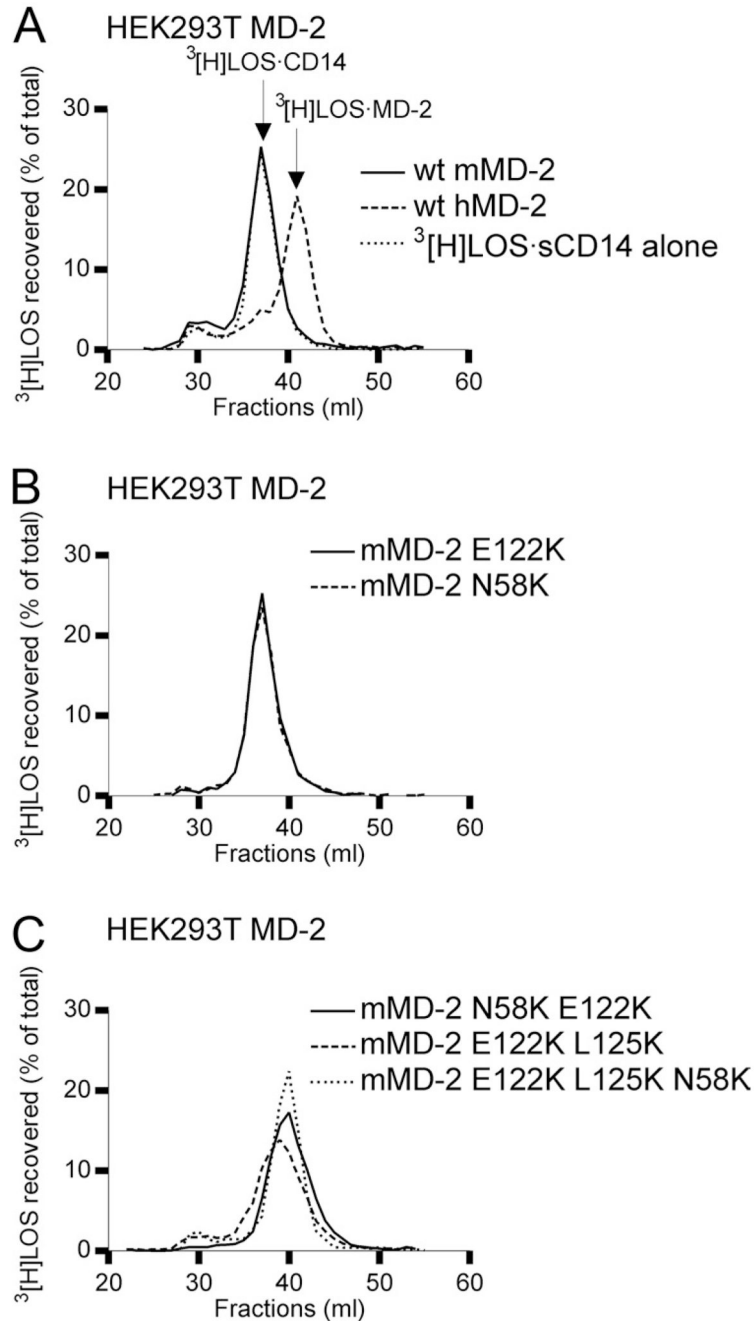 A
HEK293T MD-2
³[H]LOS·CD14
³[H]LOS·MD-2
³[H]LOS recovered (% of total)
30
20
10
0
20 30 40 50 60
Fractions (ml)
wt mMD-2
wt hMD-2
³[H]LOS·sCD14 alone
B
HEK293T MD-2
³[H]LOS recovered (% of total)
30
20
10
0
20 30 40 50 60
Fractions (ml)
mMD-2 E122K
mMD-2 N58K
C
HEK293T MD-2
³[H]LOS recovered (% of total)
30
20
10
0
20 30 40 50 60
Fractions (ml)
mMD-2 N58K E122K
mMD-2 E122K L125K
mMD-2 E122K L125K N58K